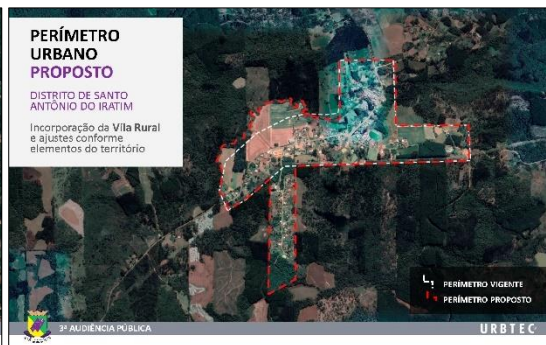 PERÍMETRO
URBANO
PROPOSTO
DISTRITO DE SANTO
ANTÔNIO DO IRATIM
Incorporação da Vila Rural
e ajustes conforme
elementos do território
PERÍMETRO VIGENTE
PERÍMETRO PROPOSTO
3ª AUDIÊNCIA PÚBLICA
URBTEC